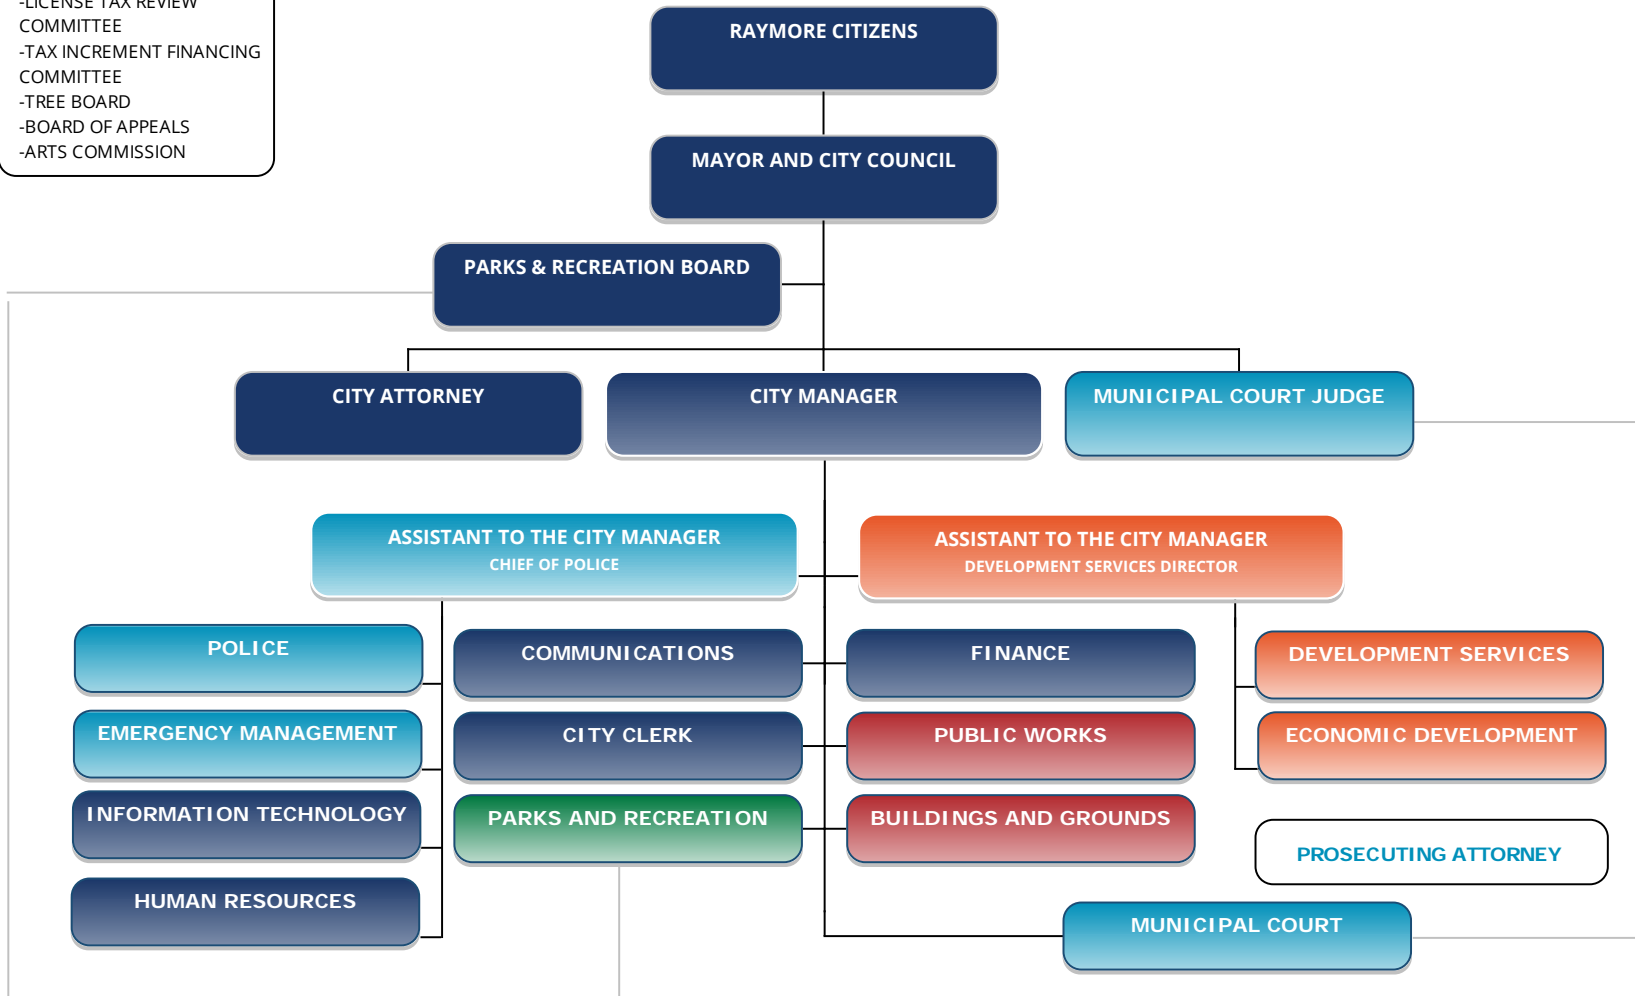 -LICENSE TAX REVIEW
COMMITTEE
-TAX INCREMENT FINANCING
COMMITTEE
-TREE BOARD
-BOARD OF APPEALS
-ARTS COMMISSION
RAYMORE CITIZENS
MAYOR AND CITY COUNCIL
PARKS & RECREATION BOARD
CITY ATTORNEY
CITY MANAGER
MUNICIPAL COURT JUDGE
ASSISTANT TO THE CITY MANAGER
CHIEF OF POLICE
ASSISTANT TO THE CITY MANAGER
DEVELOPMENT SERVICES DIRECTOR
POLICE
COMMUNICATIONS
FINANCE
DEVELOPMENT SERVICES
EMERGENCY MANAGEMENT
CITY CLERK
PUBLIC WORKS
ECONOMIC DEVELOPMENT
INFORMATION TECHNOLOGY
PARKS AND RECREATION
BUILDINGS AND GROUNDS
PROSECUTING ATTORNEY
HUMAN RESOURCES
MUNICIPAL COURT